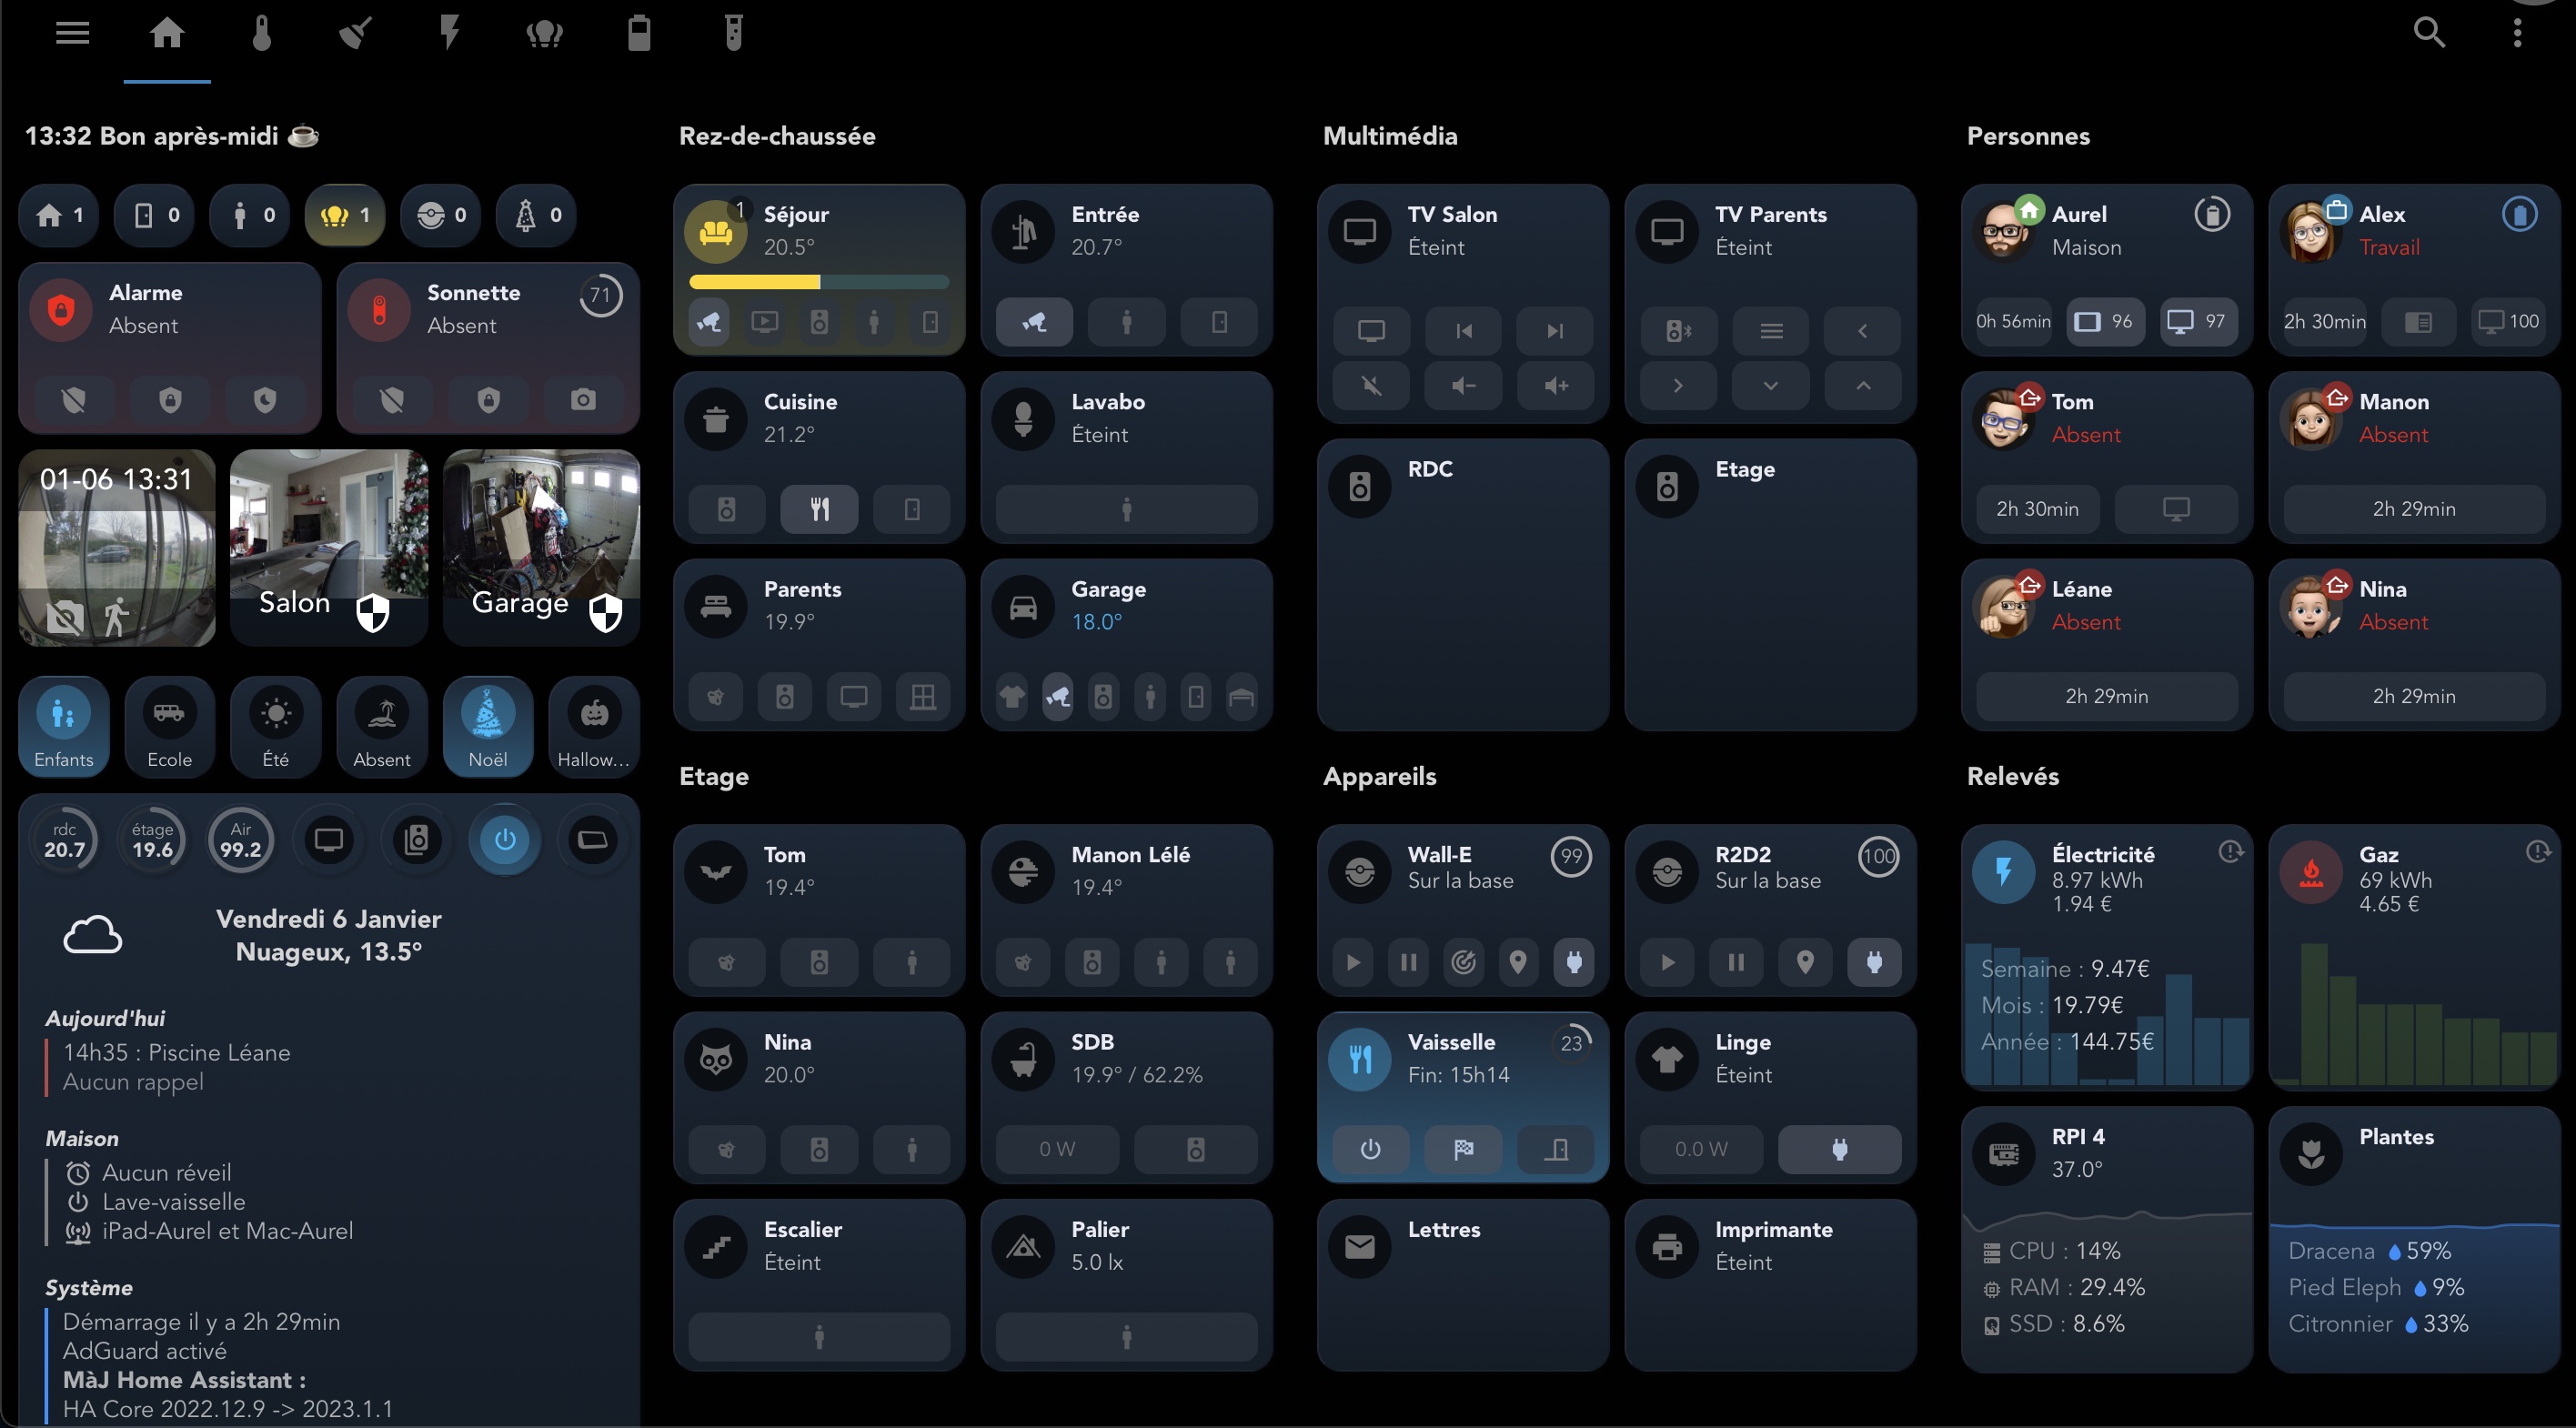 13:32 Bon après-midi
1
0
0
1
0
0
Alarme
Absent
Sonnette
Absent
71
01-06 13:31
Salon
Garage
Enfants
Ecole
Été
Absent
Noël
Hallow...
rdc
20.7
étage
19.6
Air
99.2
Vendredi 6 Janvier
Nuageux, 13.5°
Aujourd'hui
14h35 : Piscine Léane
Aucun rappel
Maison
Aucun réveil
Lave-vaisselle
iPad-Aurel et Mac-Aurel
Système
Démarrage il y a 2h 29min
AdGuard activé
MàJ Home Assistant :
HA Core 2022.12.9 -> 2023.1.1
Rez-de-chaussée
1
Séjour
20.5°
Entrée
20.7°
Cuisine
21.2°
Lavabo
Éteint
Parents
19.9°
Garage
18.0°
Etage
Tom
19.4°
Manon Lélé
19.4°
Nina
20.0°
SDB
19.9° / 62.2%
0 W
Escalier
Éteint
Palier
5.0 lx
Multimédia
TV Salon
Éteint
TV Parents
Éteint
RDC
Etage
Appareils
Wall-E
Sur la base
99
R2D2
Sur la base
100
Vaisselle
Fin: 15h14
23
Linge
Éteint
0.0 W
Lettres
Imprimante
Éteint
Personnes
Aurel
Maison
0h 56min
96
97
Alex
Travail
2h 30min
100
Tom
Absent
2h 30min
Manon
Absent
2h 29min
Léane
Absent
2h 29min
Nina
Absent
2h 29min
Relevés
Électricité
8.97 kWh
1.94 €
Semaine : 9.47€
Mois : 19.79€
Année : 144.75€
Gaz
69 kWh
4.65 €
RPI 4
37.0°
CPU : 14%
RAM : 29.4%
SSD : 8.6%
Plantes
Dracena 59%
Pied Eleph 9%
Citronnier 33%